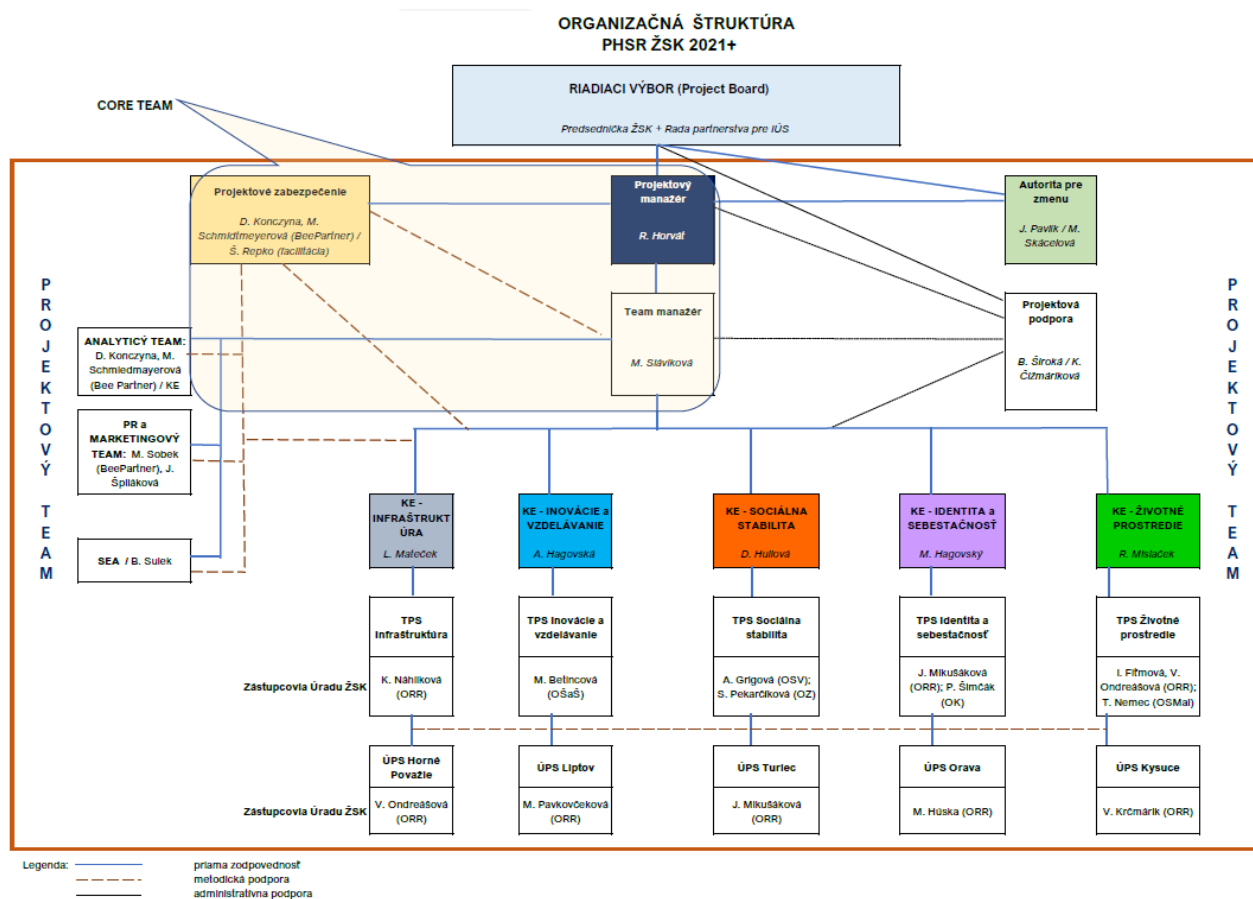 ORGANIZAČNÁ ŠTRUKTÚRA
PHSR ŽSK 2021+
RIADIACI VÝBOR (Project Board)
Predsedníčka ŽSK + Rada partnerstva pre IÚS
CORE TEAM
Projektové zabezpečenie
D. Konczyna, M.
Schmidtmeyerová (BeePartner) /
Š. Repko (facilitácia)
Projektový
manažér
R. Horvát
Autorita pre
zmenu
J. Pavlík / M.
Skácelová
PROJEKTOVÝ TEAM
PROJEKTOVÝ TEAM
Team manažér
M. Slávíková
Projektová
podpora
B. Široká / K.
Čižmáriková
ANALYTICÝ TEAM:
D. Konczyna, M.
Schmiedmayerová
(Bee Partner) / KE
PR a
MARKETINGOVÝ
TEAM: M. Sobek
(BeePartner), J.
Špiláková
SEA / B. Sulek
KE -
INFRAŠTRUKT
ÚRA
L. Mateček
KE - INOVÁCIE a
VZDELÁVANIE
A. Hagovská
KE - SOCIÁLNA
STABILITA
D. Hullová
KE - IDENTITA a
SEBESTAČNOSŤ
M. Hagovský
KE - ŽIVOTNÉ
PROSTREDIE
R. Mislaček
TPS
Infraštruktúra
TPS Inovácie a
vzdelávanie
TPS Sociálna
stabilita
TPS Identita a
sebestačnosť
TPS Životné
prostredie
Zástupcovia Úradu ŽSK
K. Náhliková
(ORR)
M. Betincová
(OŠaŠ)
A. Grigová (OSV);
S. Pekarčíková (OZ)
J. Mikušáková
(ORR); P. Šimčák
(OK)
I. Fiľmová, V.
Ondreášová (ORR);
T. Nemec (OSMaI)
ÚPS Horné
Považie
ÚPS Liptov
ÚPS Turiec
ÚPS Orava
ÚPS Kysuce
Zástupcovia Úradu ŽSK
V. Ondreášová
(ORR)
M. Pavkovčeková
(ORR)
J. Mikušáková
(ORR)
M. Húska (ORR)
V. Krčmárik (ORR)
Legenda:
priama zodpovednosť
metodická podpora
administratívna podpora